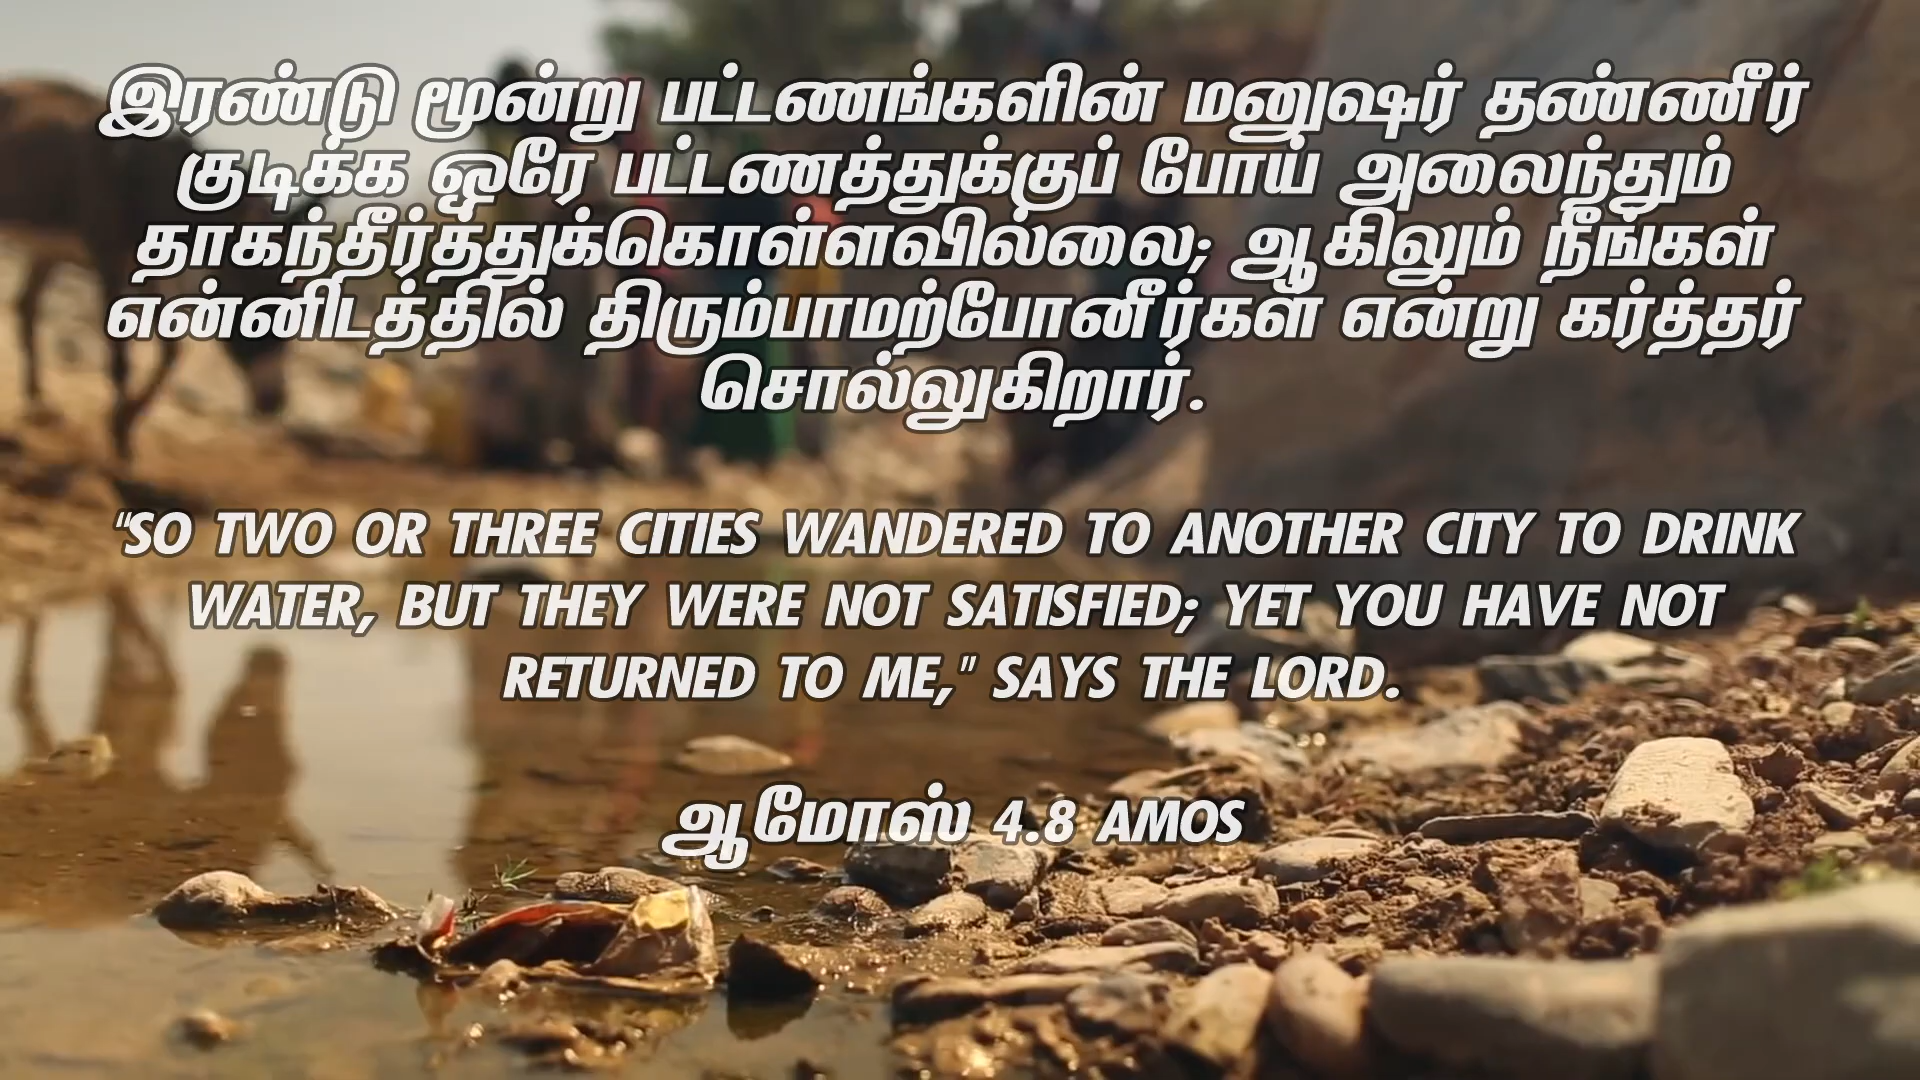 இரண்டு மூன்று பட்டணங்களின் மனுஷர் தண்ணீர்
குடிக்க ஒரே பட்டணத்துக்குப் போய் அலைந்தும்
தாகந்தீர்த்துக்கொள்ளவில்லை; ஆகிலும் நீங்கள்
என்னிடத்தில் திரும்பாமற்போனீர்கள் என்று கர்த்தர்
சொல்லுகிறார்.
"SO TWO OR THREE CITIES WANDERED TO ANOTHER CITY TO DRINK
WATER, BUT THEY WERE NOT SATISFIED; YET YOU HAVE NOT
RETURNED TO ME," SAYS THE LORD.
ஆமோஸ் 4.8 AMOS